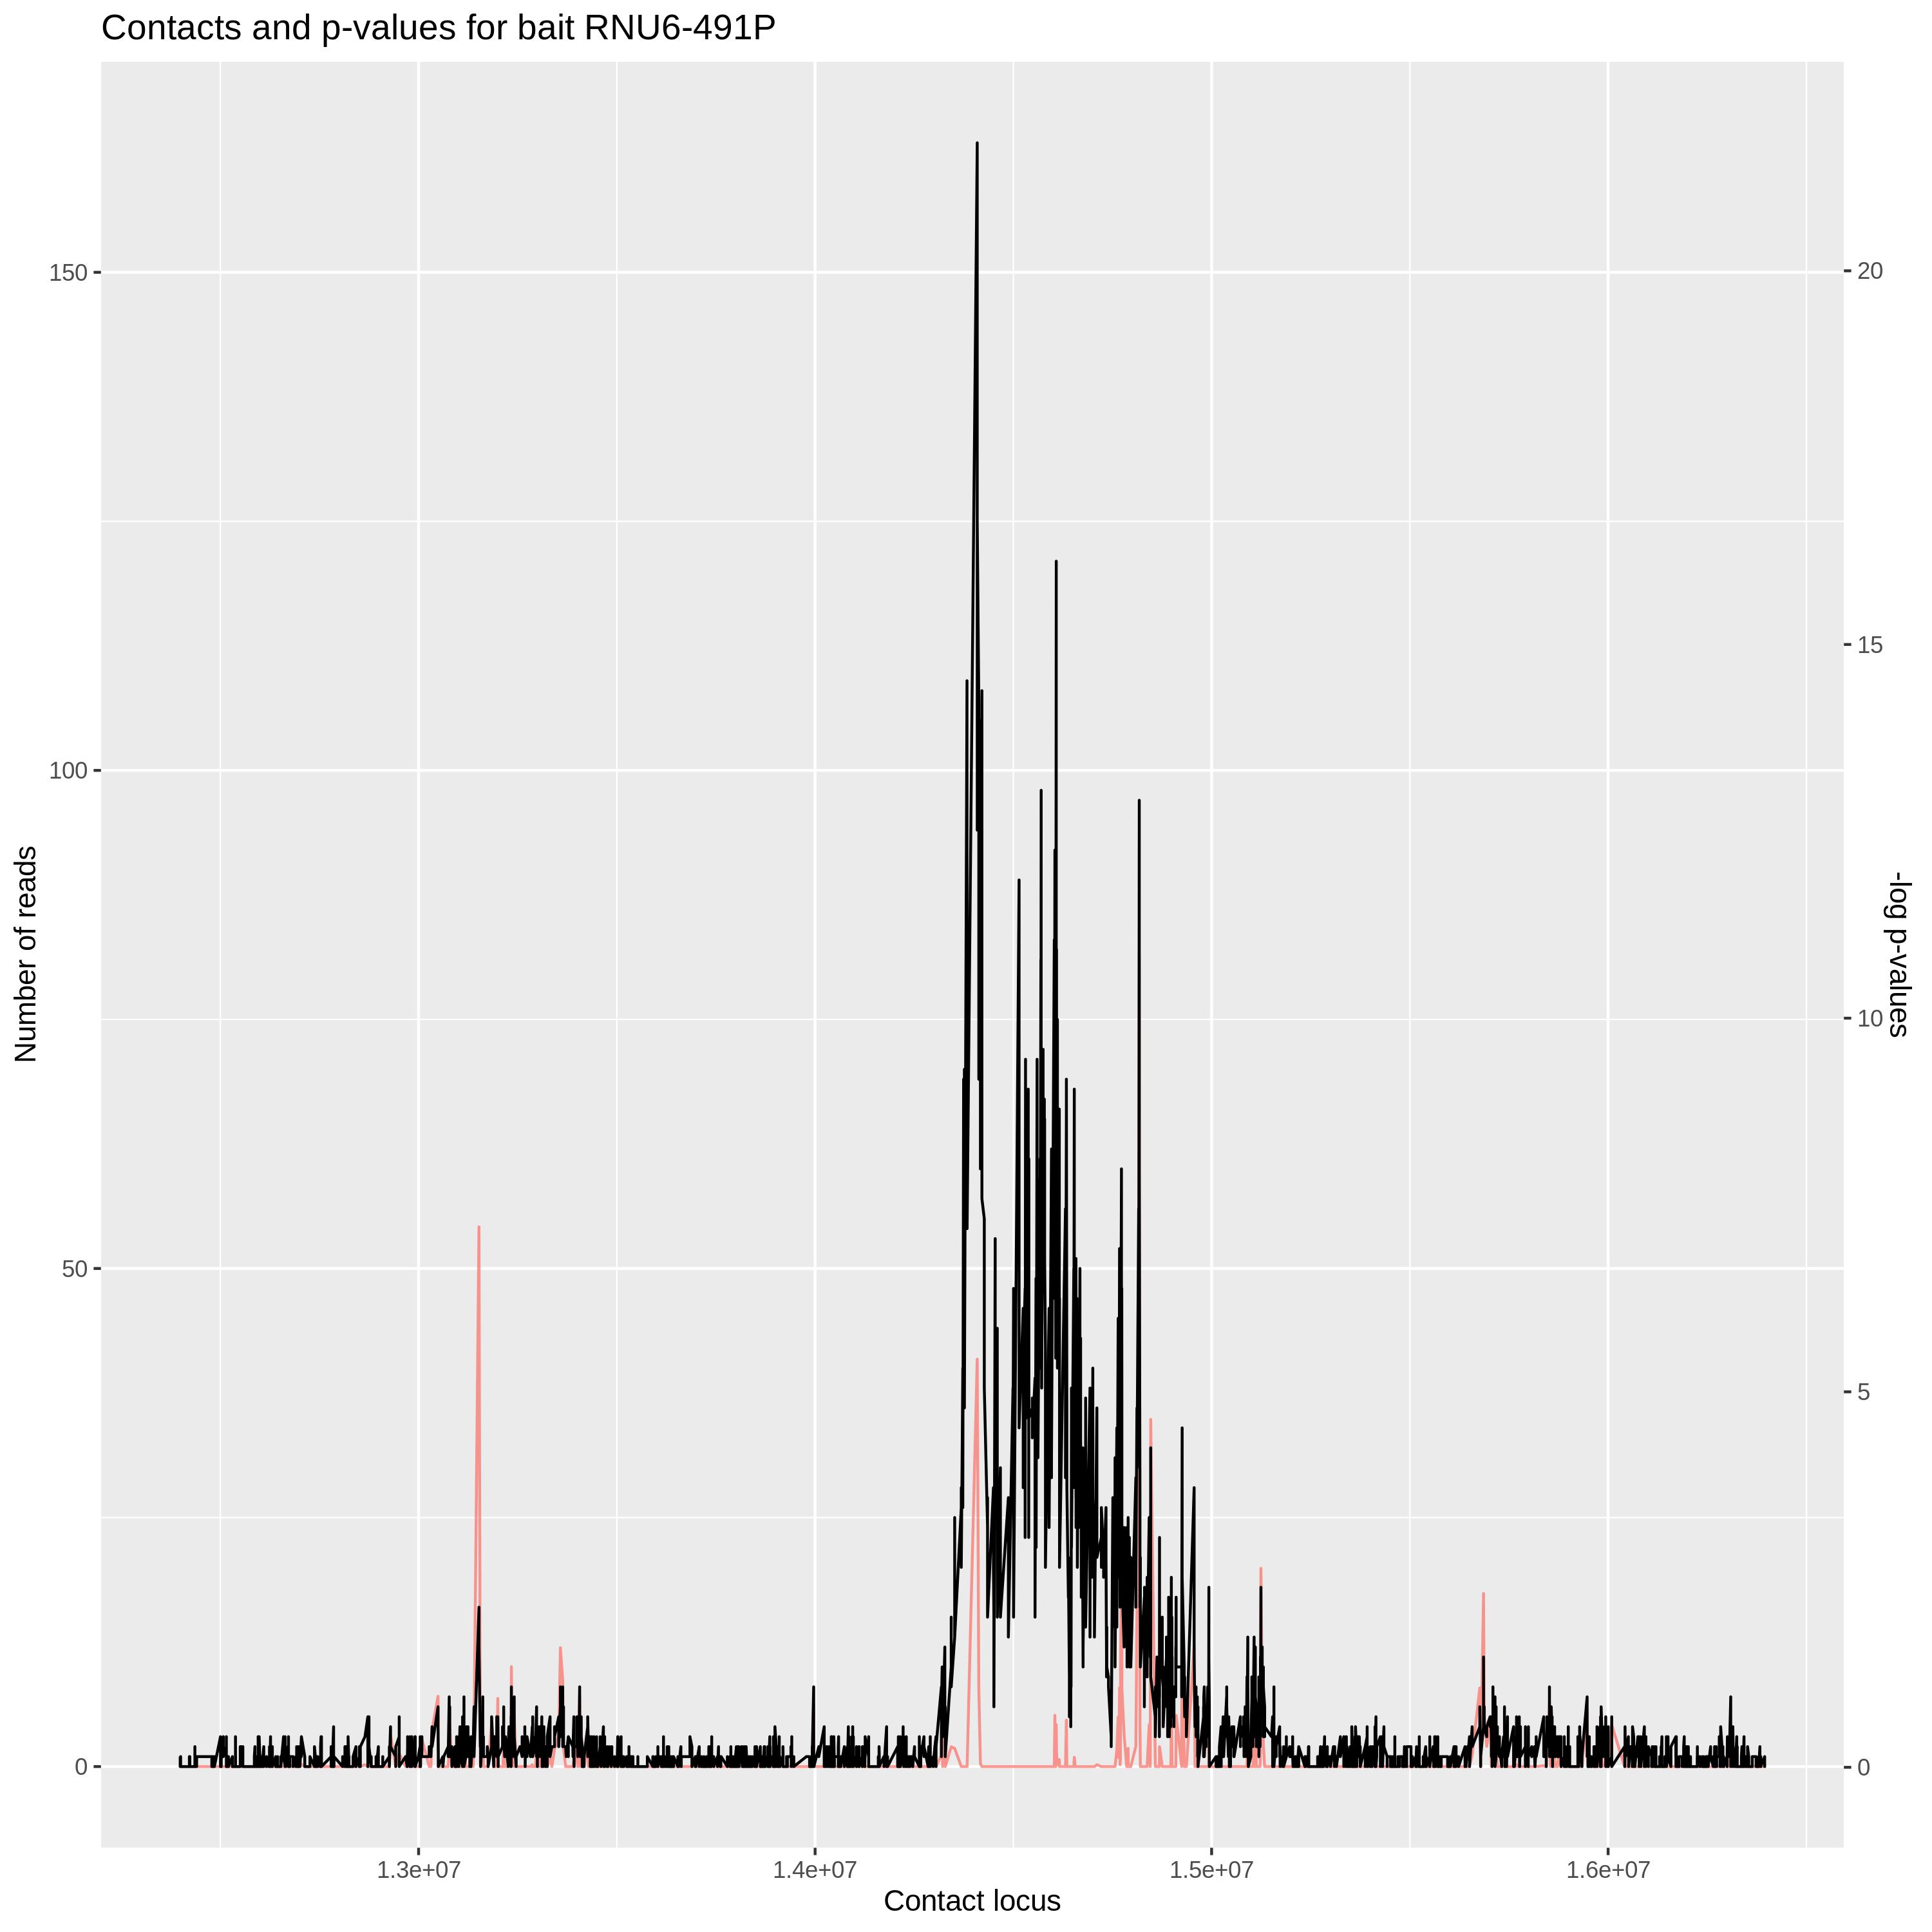 Contacts and p-values for bait RNU6-491P
150
100
50
0
Number of reads
20
15
10
5
0
-log p-values
1.3e+07
1.4e+07
1.5e+07
1.6e+07
Contact locus